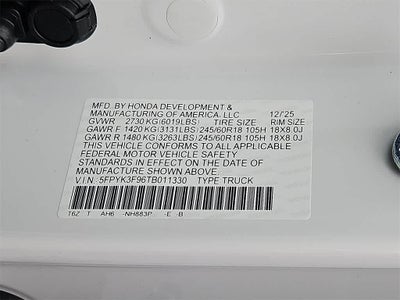 MFD. BY HONDA DEVELOPMENT &
MANUFACTURING OF AMERICA, LLC 12/25
GVWR 2730 KG(6019LBS) TIRE SIZE RIM SIZE
GAWR F 1420 KG(3131LBS) 245/60R18 105H 18X8.0J
GAWR R 1480 KG(3263LBS) 245/60R18 105H 18X8.0J
THIS VEHICLE CONFORMS TO ALL APPLICABLE
FEDERAL MOTOR VEHICLE SAFETY
STANDARDS IN EFFECT ON THE DATE OF
MANUFACTURE SHOWN ABOVE.
V.I.N: 5FPYK3F96TB011330 TYPE TRUCK
T6Z T AH6 -NH883P -E -B